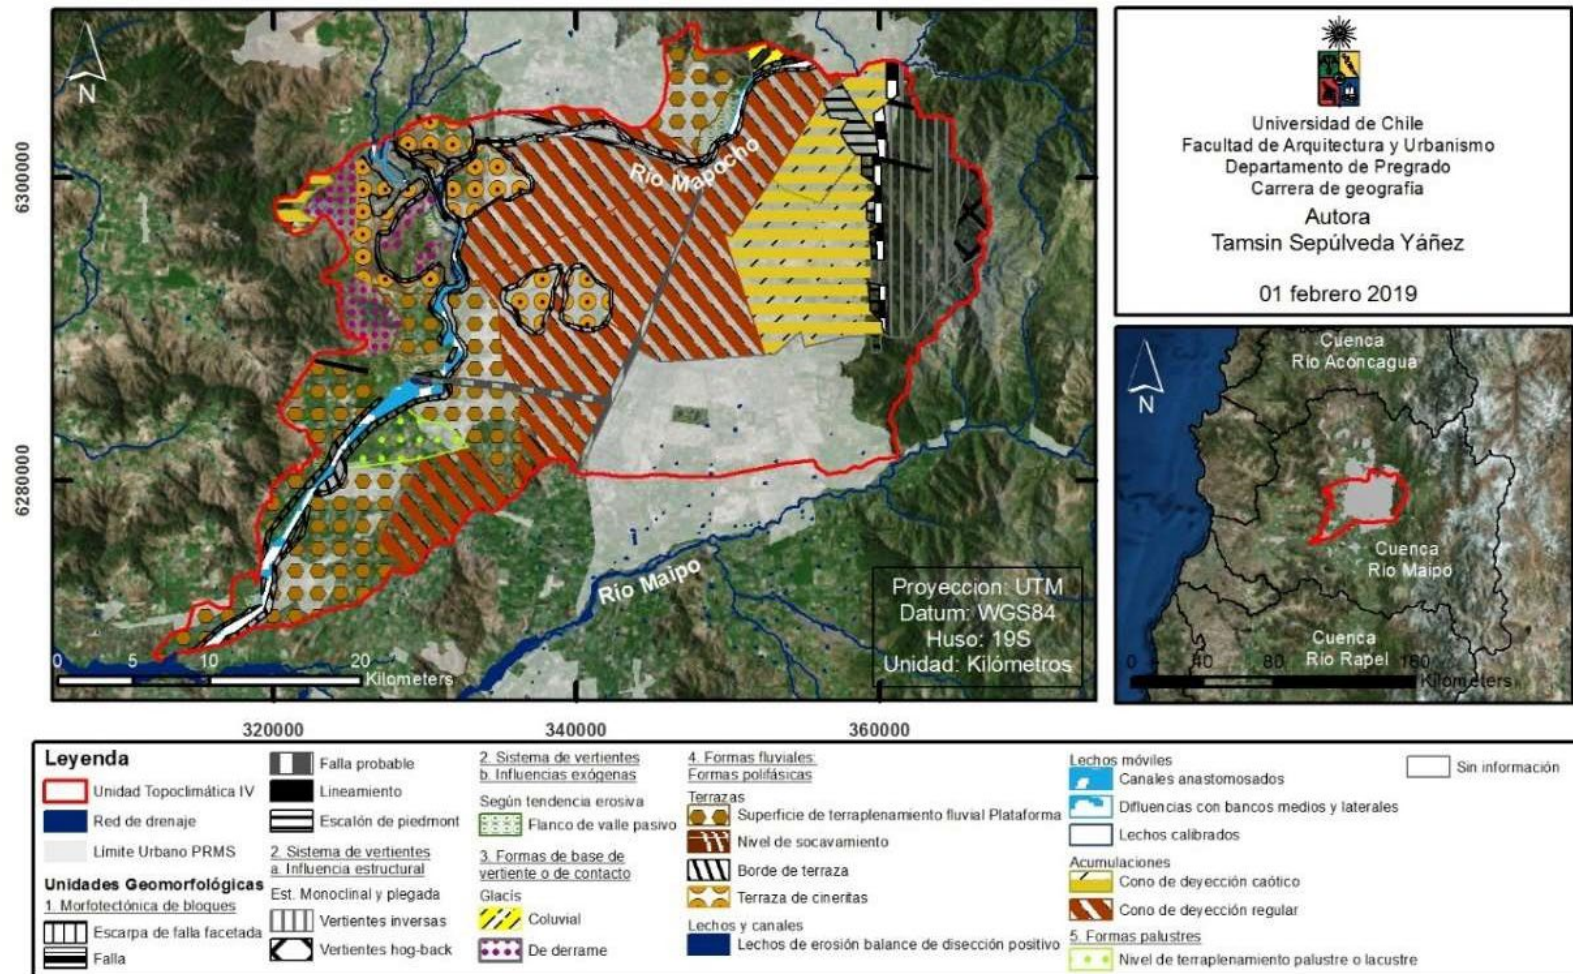 N
Río Mapocho
Río Maipo
6300000
6280000
0 5 10 20
Kilometers
Proyeccion: UTM
Datum: WGS84
Huso: 19S
Unidad: Kilómetros
320000 340000 360000
Universidad de Chile
Facultad de Arquitectura y Urbanismo
Departamento de Pregrado
Carrera de geografia
Autora
Tamsin Sepúlveda Yáñez
01 febrero 2019
Cuenca
Río Aconcagua
N
Cuenca
Río Maipo
Cuenca
Río Rapel
0 40 80 160
Kilometers
Leyenda
Unidad Topoclimática IV
Red de drenaje
Límite Urbano PRMS
Unidades Geomorfológicas
1. Morfotectónica de bloques
Escarpa de falla facetada
Falla
Falla probable
Lineamiento
Escalón de piedmont
2. Sistema de vertientes
a. Influencia estructural
Est. Monoclinal y plegada
Vertientes inversas
Vertientes hog-back
2. Sistema de vertientes
b. Influencias exógenas
Según tendencia erosiva
Flanco de valle pasivo
3. Formas de base de
vertiente o de contacto
Glacis
Coluvial
De derrame
4. Formas fluviales:
Formas polifásicas
Terrazas
Superficie de terraplenamiento fluvial Plataforma
Nivel de socavamiento
Borde de terraza
Terraza de cineritas
Lechos y canales
Lechos de erosión balance de disección positivo
Lechos móviles
Canales anastomosados
Difluencias con bancos medios y laterales
Lechos calibrados
Acumulaciones
Cono de deyección caótico
Cono de deyección regular
5. Formas palustres
Nivel de terraplenamiento palustre o lacustre
Sin información